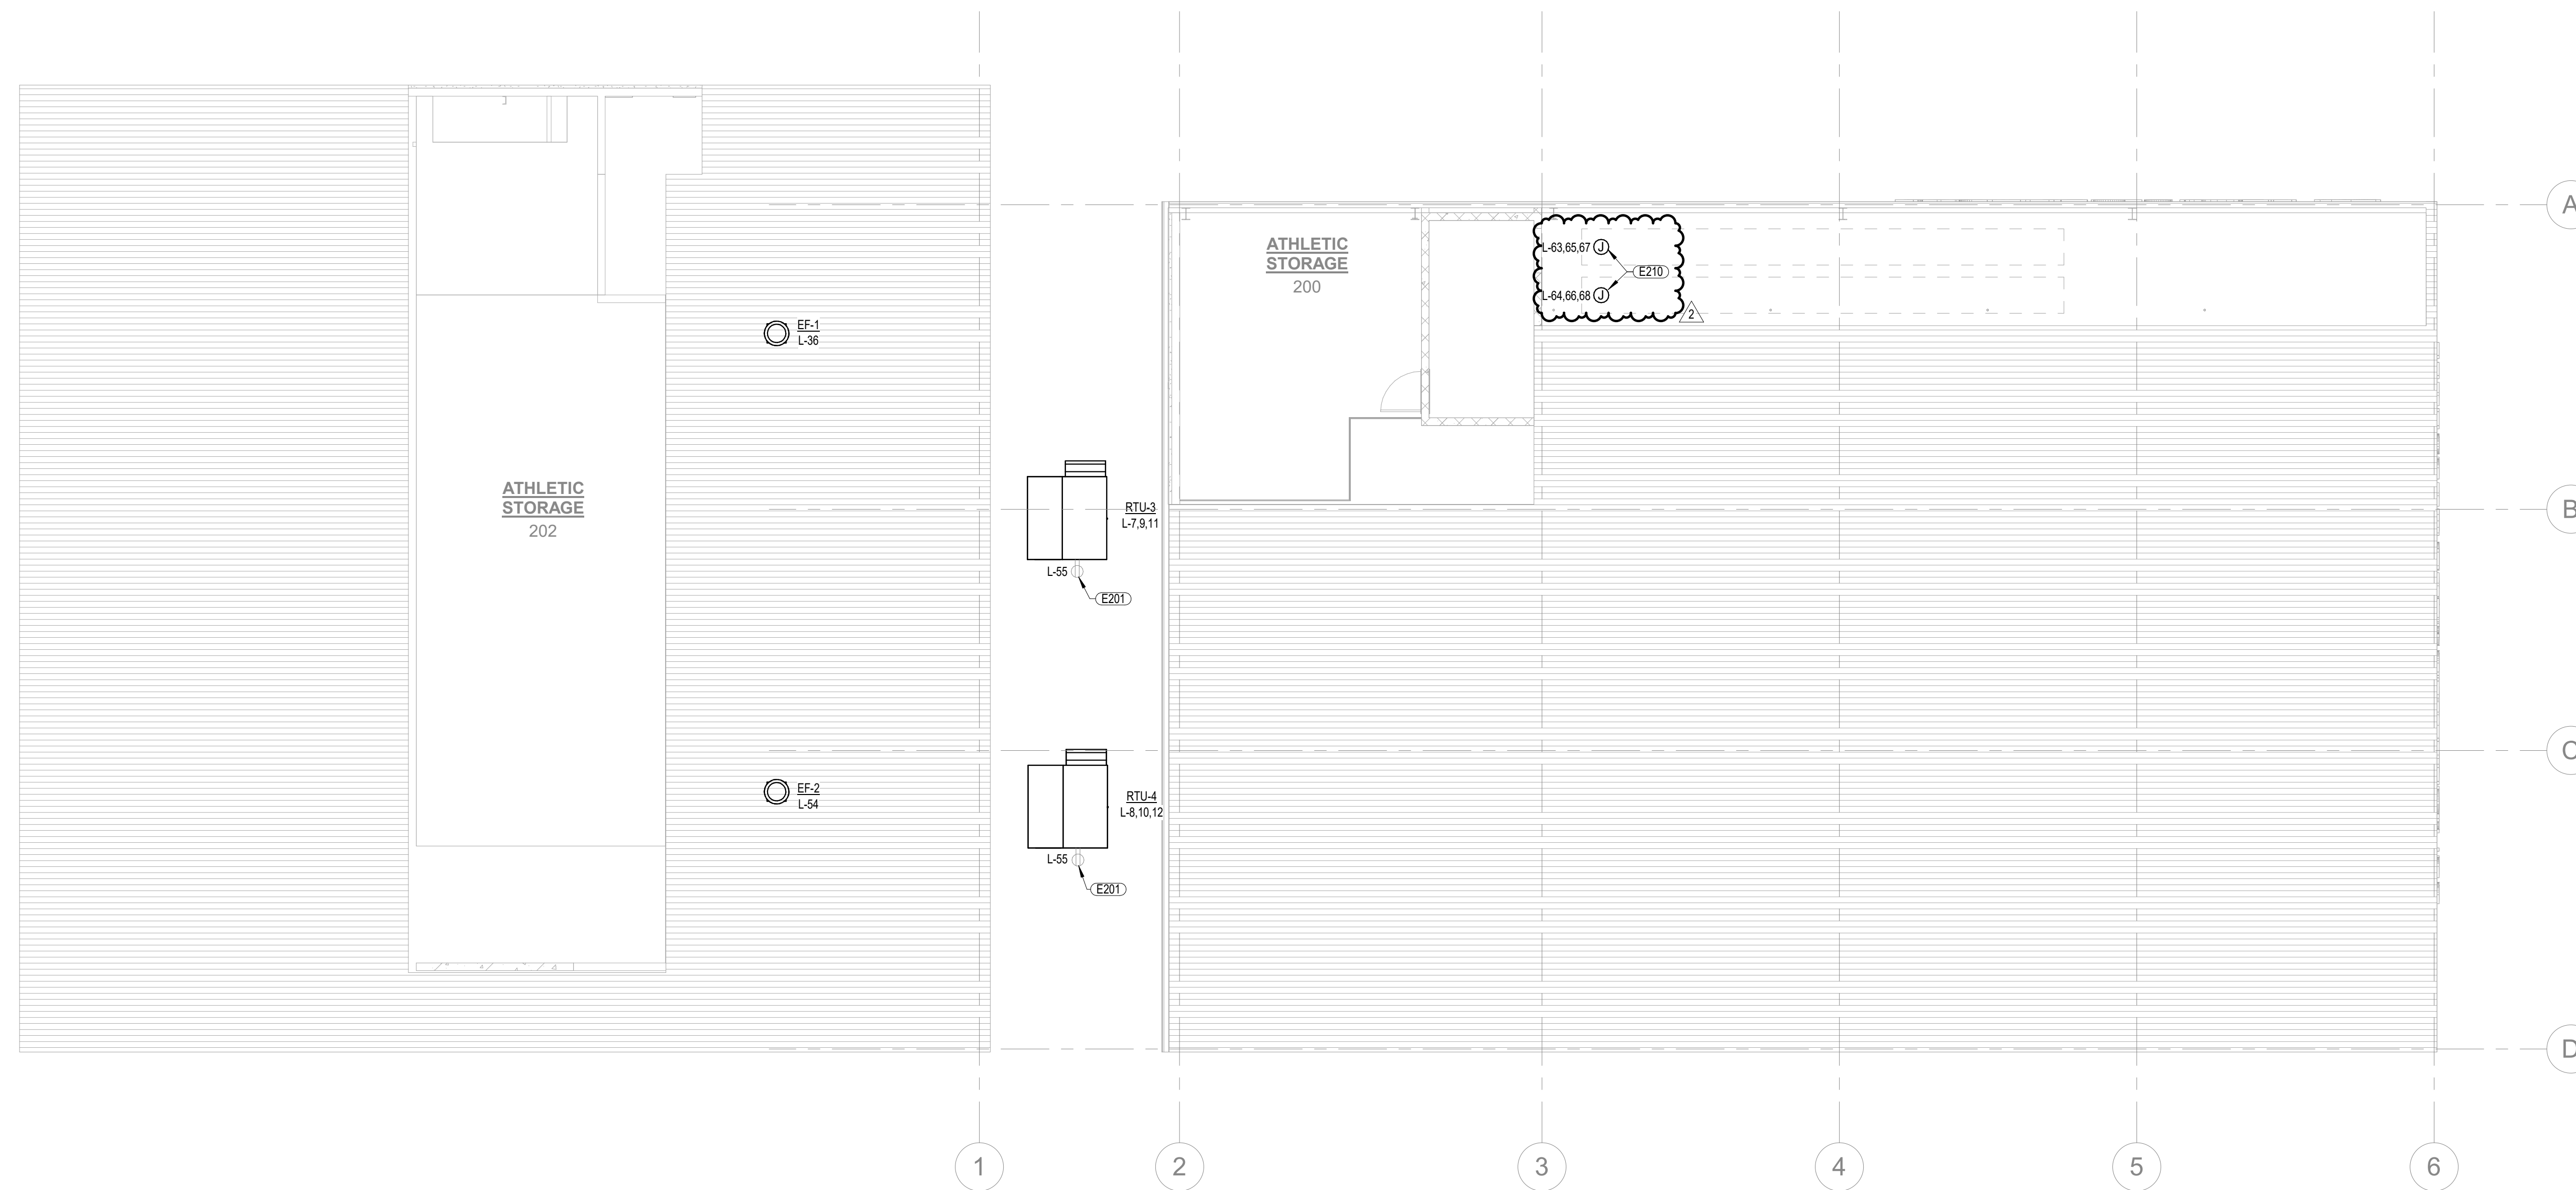 A
ATHLETIC
STORAGE
200
L-63,65,67
J
E210
L-64,66,68
J
2
EF-1
L-36
ATHLETIC
STORAGE
202
RTU-3
L-7,9,11
B
L-55
E201
C
EF-2
L-54
RTU-4
L-8,10,12
L-55
E201
D
1
2
3
4
5
6